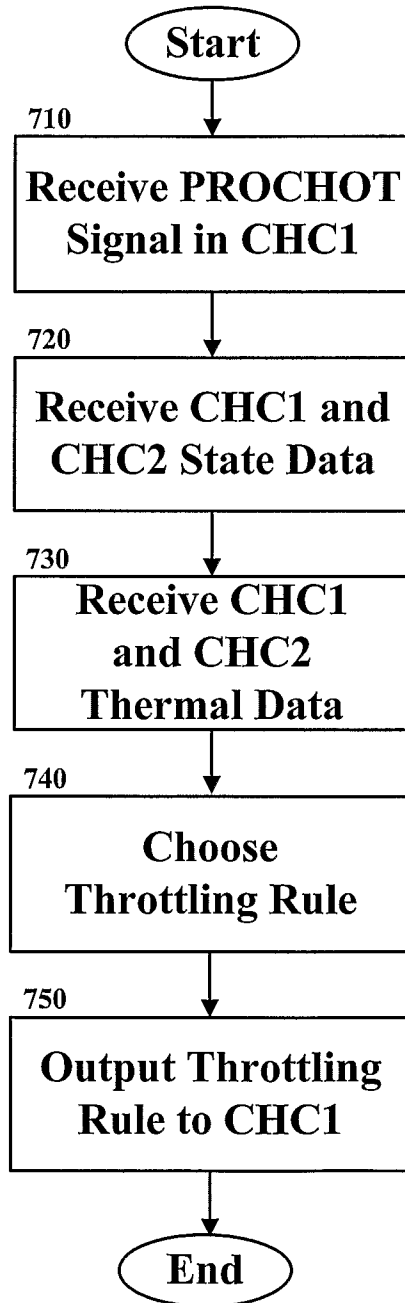 Start
710
Receive PROCHOT
Signal in CHC1
720
Receive CHC1 and
CHC2 State Data
730
Receive CHC1
and CHC2
Thermal Data
740
Choose
Throttling Rule
750
Output Throttling
Rule to CHC1
End